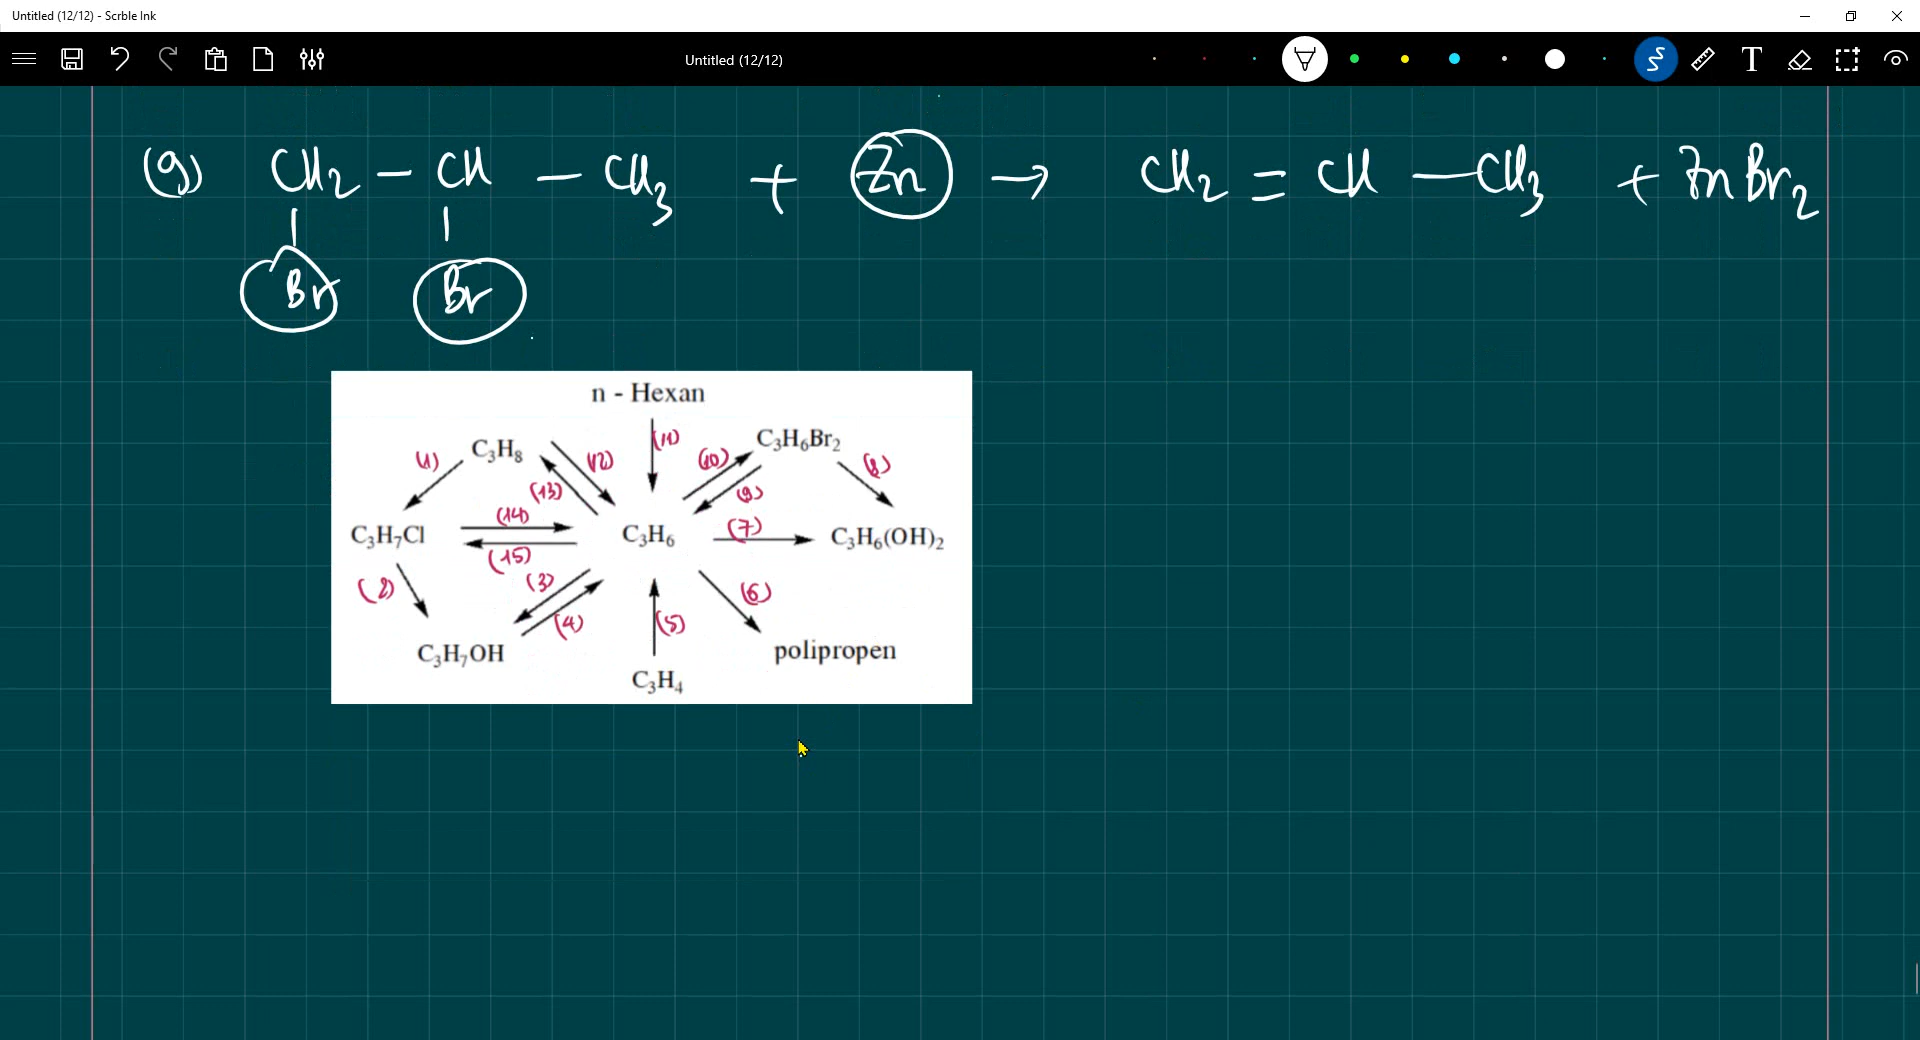 Untitled (12/12) - Scrble Ink
Untitled (12/12)
T
(9) CH2 - CH - CH3 + Zn → CH2 = CH - CH3 + ZnBr2
Br Br
n - Hexan
C₃H₈ (11) C₃H₆Br₂
(1) (12) (10) (8)
(13) (9)
(14) (7)
C₃H₇Cl C₃H₆ C₃H₆(OH)₂
(15)
(2) (3) (6)
(4) (5)
C₃H₇OH polipropen
C₃H₄